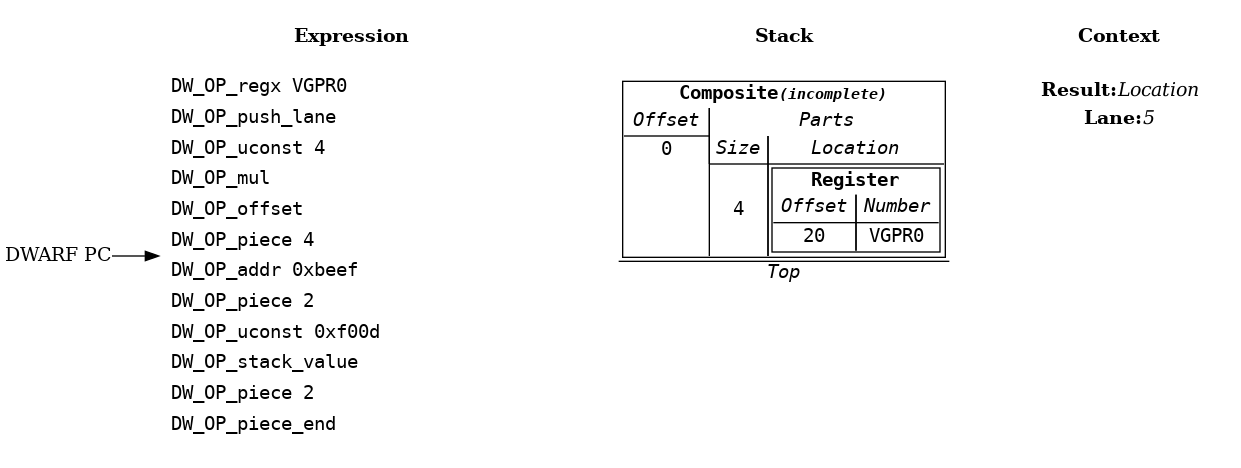 Expression
Stack
Context
DW_OP_regx VGPR0
DW_OP_push_lane
DW_OP_uconst 4
DW_OP_mul
DW_OP_offset
DW_OP_piece 4
DWARF PC
DW_OP_addr 0xbeef
DW_OP_piece 2
DW_OP_uconst 0xf00d
DW_OP_stack_value
DW_OP_piece 2
DW_OP_piece_end
Composite(incomplete)
Offset Parts
0 Size Location
Register
4 Offset Number
20 VGPR0
Top
Result:Location
Lane:5